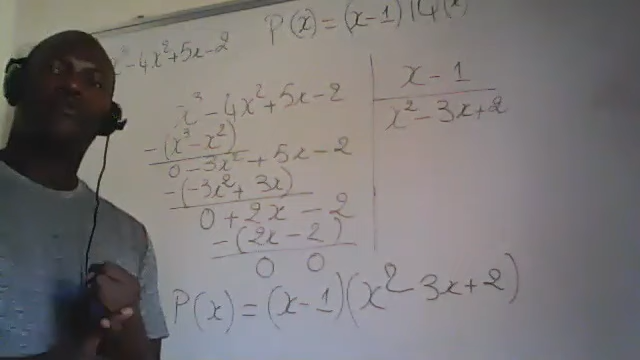 x³-4x²+5x-2
P(x)=(x-1)
x³-4x²+5x-2
x-1
-(x³-x²)
x²-3x+2
0-3x²+5x-2
-(-3x²+3x)
0+2x-2
-(2x-2)
0 0
P(x)=(x-1)(x²-3x+2)